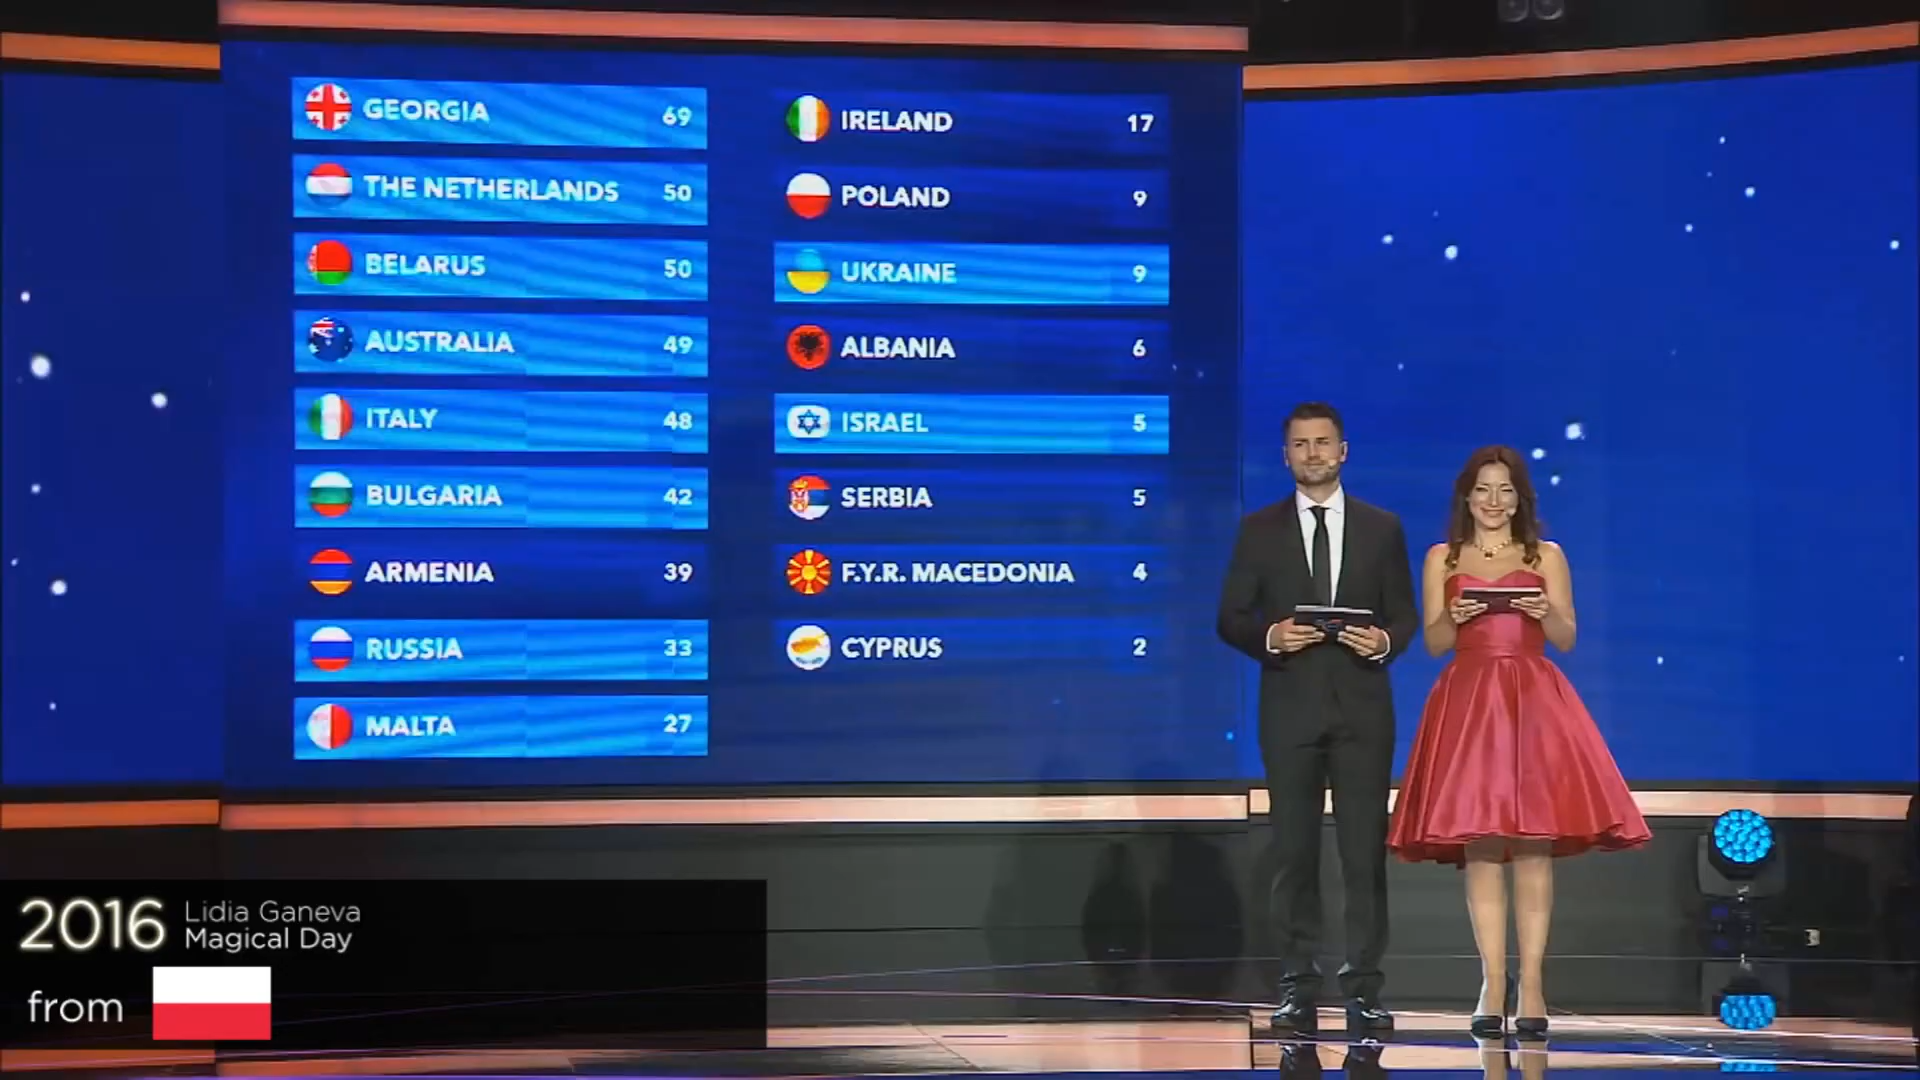 GEORGIA 69
THE NETHERLANDS 50
BELARUS 50
AUSTRALIA 49
ITALY 48
BULGARIA 42
ARMENIA 39
RUSSIA 33
MALTA 27
IRELAND 17
POLAND 9
UKRAINE 9
ALBANIA 6
ISRAEL 5
SERBIA 5
F.Y.R. MACEDONIA 4
CYPRUS 2
2016
Lidia Ganeva
Magical Day
from